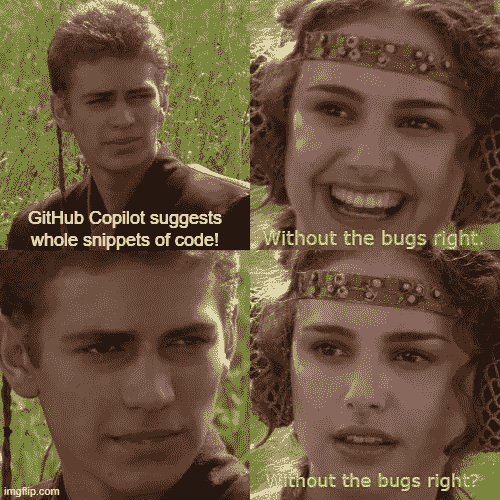 GitHub Copilot suggests
whole snippets of code!
Without the bugs right.
Without the bugs right?
imgflip.com